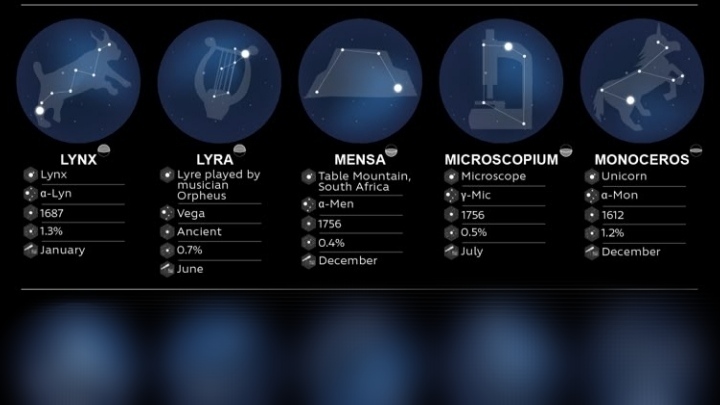 LYNX
Lynx
α-Lyn
1687
1.3%
January
LYRA
Lyre played by
musician
Orpheus
Vega
Ancient
0.7%
June
MENSA
Table Mountain,
South Africa
α-Men
1756
0.4%
December
MICROSCOPIUM
Microscope
γ-Mic
1756
0.5%
July
MONOCEROS
Unicorn
α-Mon
1612
1.2%
December